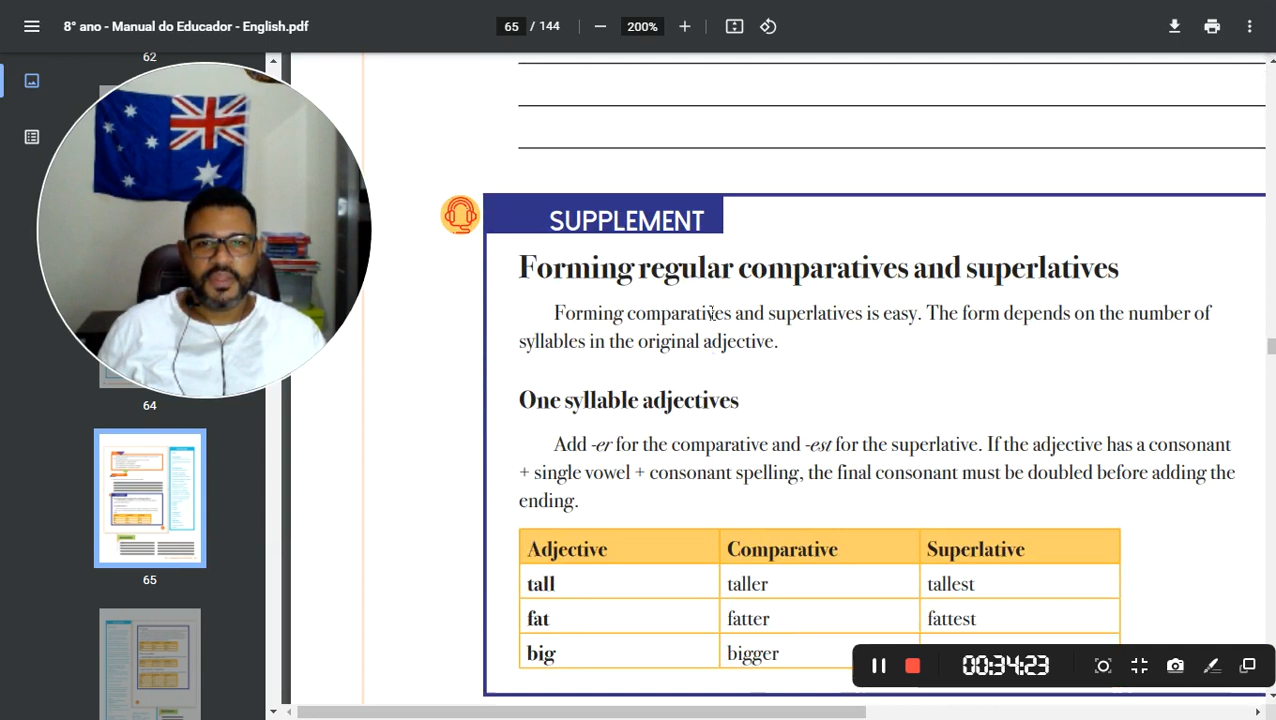 8° ano - Manual do Educador - English.pdf
65 / 144
200%
62
64
65
SUPPLEMENT
Forming regular comparatives and superlatives
Forming comparatives and superlatives is easy. The form depends on the number of
syllables in the original adjective.
One syllable adjectives
Add -er for the comparative and -est for the superlative. If the adjective has a consonant
+ single vowel + consonant spelling, the final consonant must be doubled before adding the
ending.
Adjective Comparative Superlative
tall taller tallest
fat fatter fattest
big bigger
00:34:23